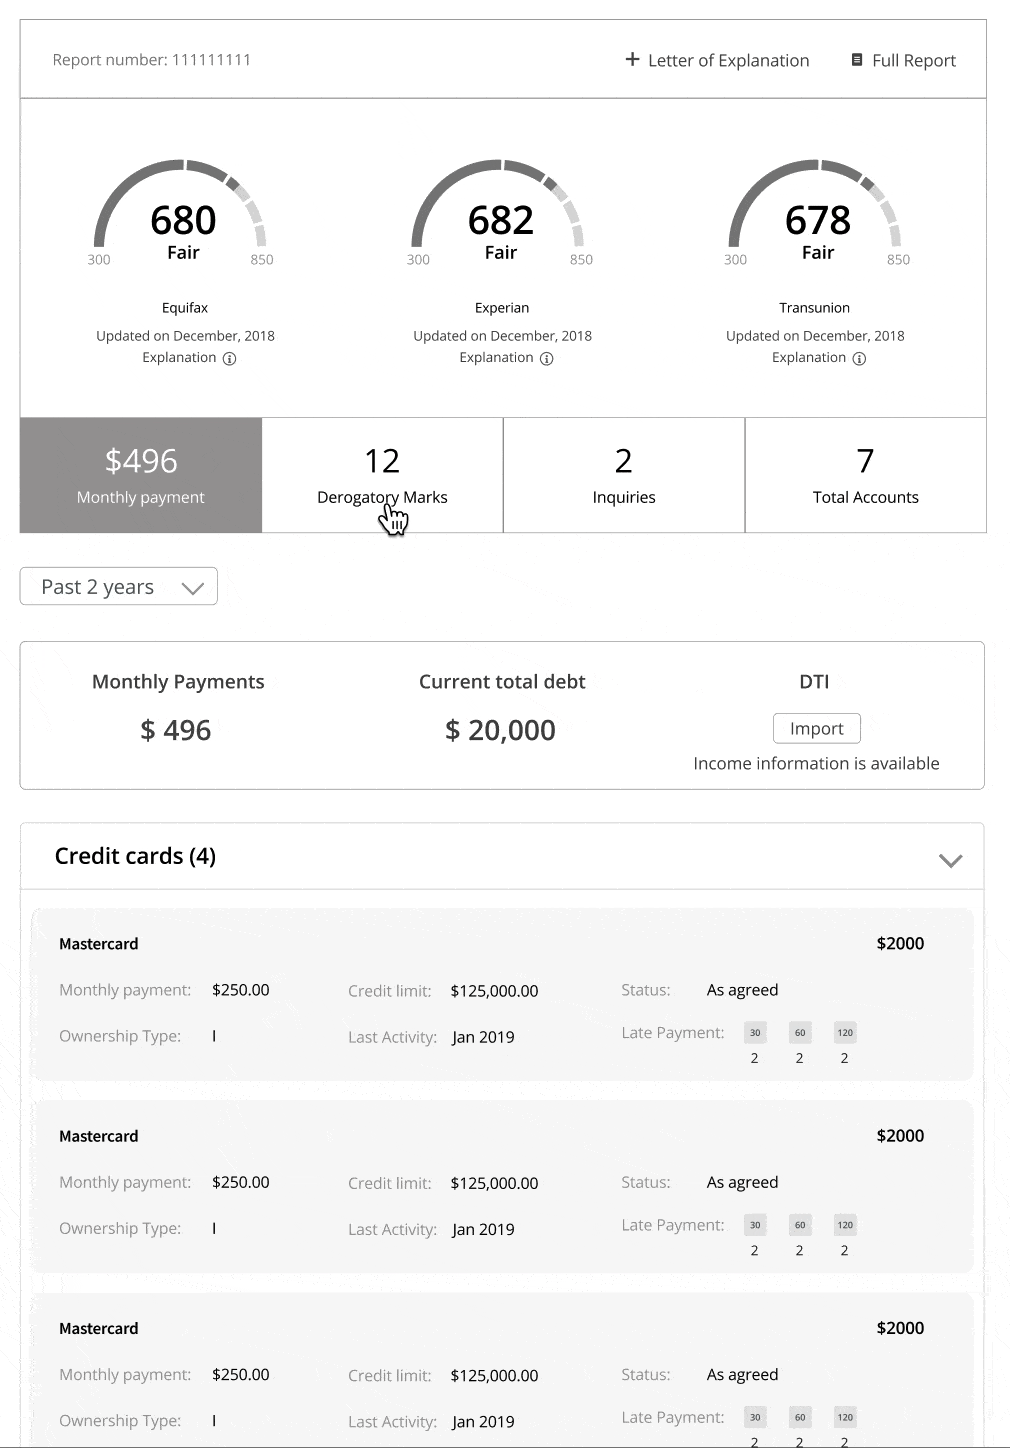 Report number: 111111111
Letter of Explanation
Full Report
680
Fair
300
850
Equifax
Updated on December, 2018
Explanation
682
Fair
300
850
Experian
Updated on December, 2018
Explanation
678
Fair
300
850
Transunion
Updated on December, 2018
Explanation
$496
Monthly payment
12
Derogatory Marks
2
Inquiries
7
Total Accounts
Past 2 years
Monthly Payments
$ 496
Current total debt
$ 20,000
DTI
Import
Income information is available
Credit cards (4)
Mastercard
$2000
Monthly payment: $250.00
Credit limit: $125,000.00
Status: As agreed
Ownership Type: I
Last Activity: Jan 2019
Late Payment: 30 60 120
2 2 2
Mastercard
$2000
Monthly payment: $250.00
Credit limit: $125,000.00
Status: As agreed
Ownership Type: I
Last Activity: Jan 2019
Late Payment: 30 60 120
2 2 2
Mastercard
$2000
Monthly payment: $250.00
Credit limit: $125,000.00
Status: As agreed
Ownership Type: I
Last Activity: Jan 2019
Late Payment: 30 60 120
2 2 2